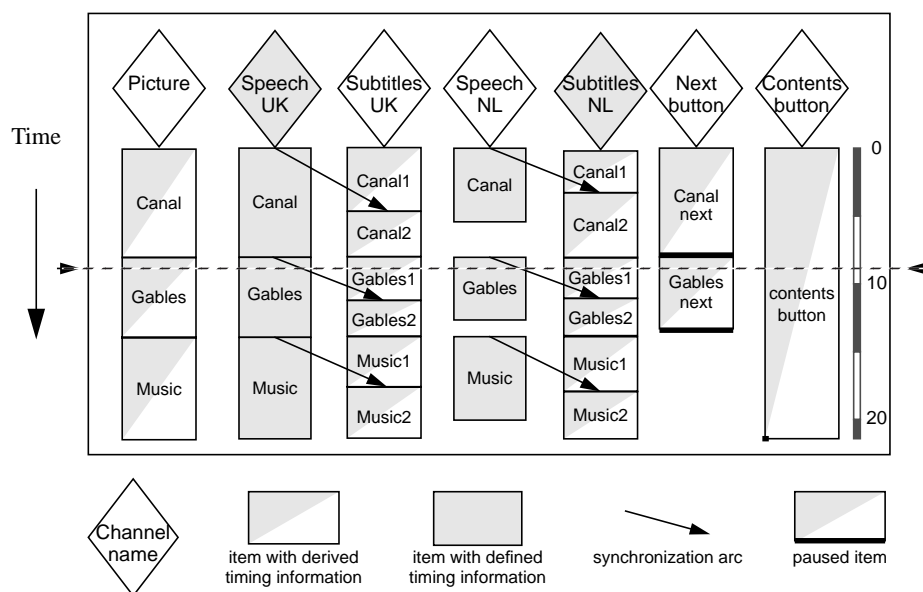 Time
Picture
Speech
UK
Subtitles
UK
Speech
NL
Subtitles
NL
Next
button
Contents
button
0
10
20
Canal
Gables
Music
Canal
Gables
Music
Canal1
Canal2
Gables1
Gables2
Music1
Music2
Canal
Gables
Music
Canal1
Canal2
Gables1
Gables2
Music1
Music2
Canal
next
Gables
next
contents
button
Channel
name
item with derived
timing information
item with defined
timing information
synchronization arc
paused item